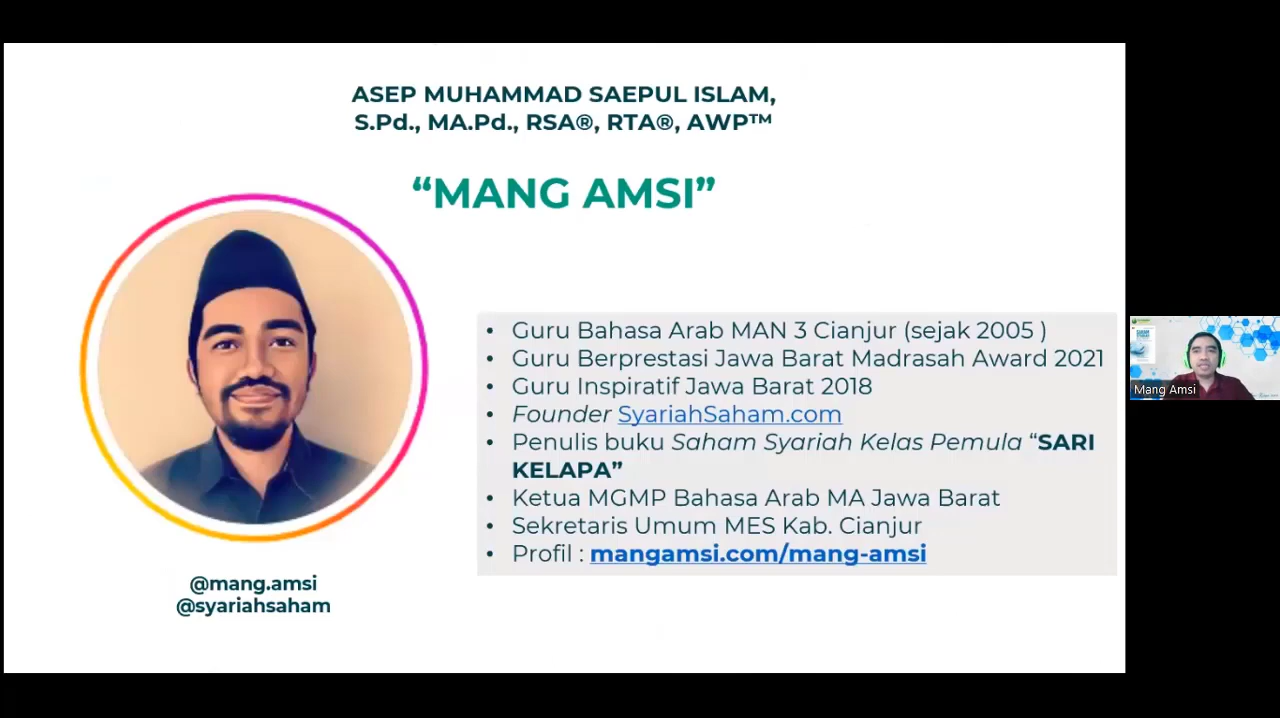 ASEP MUHAMMAD SAEPUL ISLAM,
S.Pd., MA.Pd., RSA®, RTA®, AWP™
“MANG AMSI”
• Guru Bahasa Arab MAN 3 Cianjur (sejak 2005 )
• Guru Berprestasi Jawa Barat Madrasah Award 2021
• Guru Inspiratif Jawa Barat 2018
• Founder SyariahSaham.com
• Penulis buku Saham Syariah Kelas Pemula “SARI
KELAPA”
• Ketua MGMP Bahasa Arab MA Jawa Barat
• Sekretaris Umum MES Kab. Cianjur
• Profil : mangamsi.com/mang-amsi
@mang.amsi
@syariahsaham
Mang Amsi